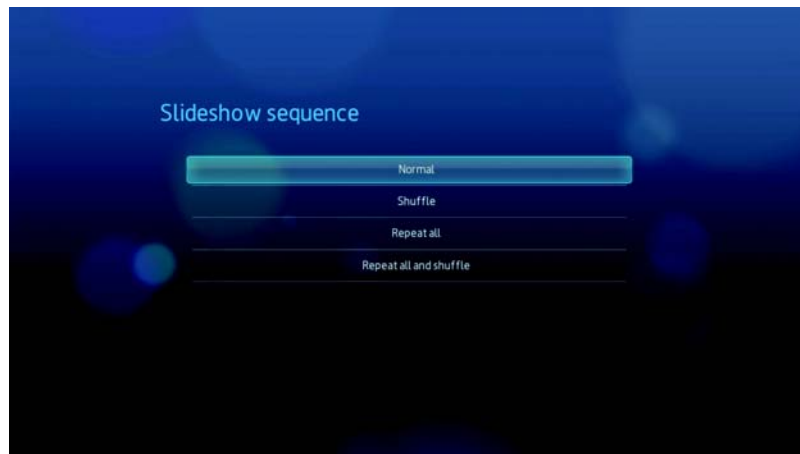 Slideshow sequence
Normal
Shuffle
Repeat all
Repeat all and shuffle